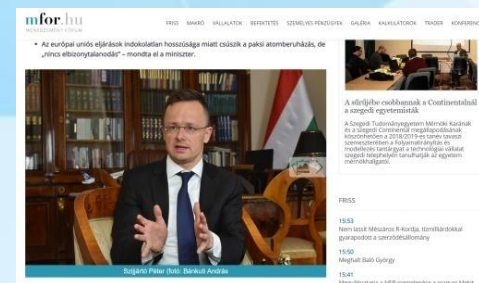 mfor.hu
FRISS MAKRÓ VÁLLALATOK BEFEKTETÉS SZEMÉLYES PÉNZÜGYEK GALÉRIA KALKULÁTOROK TRADER KONFERENC
• Az európai uniós eljárások indokolatlan hosszúsága miatt csúszik a paksi atomberuházás, de
„nincs elbizonytalanodás” – mondta el a miniszter.
Szijjártó Péter (fotó: Bánkuti András
A sűrűjébe csobbannak a Continentalnál
a szegedi egyetemisták
A Szegedi Tudományegyetem Mérnöki Karának
és a szegedi Continental megállapodásának
köszönhetően a 2018/2019-es tanév tavaszi
szemeszterében a Folyamatirányítás és
modellezés tantárgyat a technológiai vállalat
szegedi telephelyén tanulhatják az egyetem
mérnökhallgatói.
FRISS
15:53
Nem lassít Mészáros R-Kordja, tízmilliárdokkal
gyarapodott a szerződésállomány
15:50
Meghalt Baló György
15:41